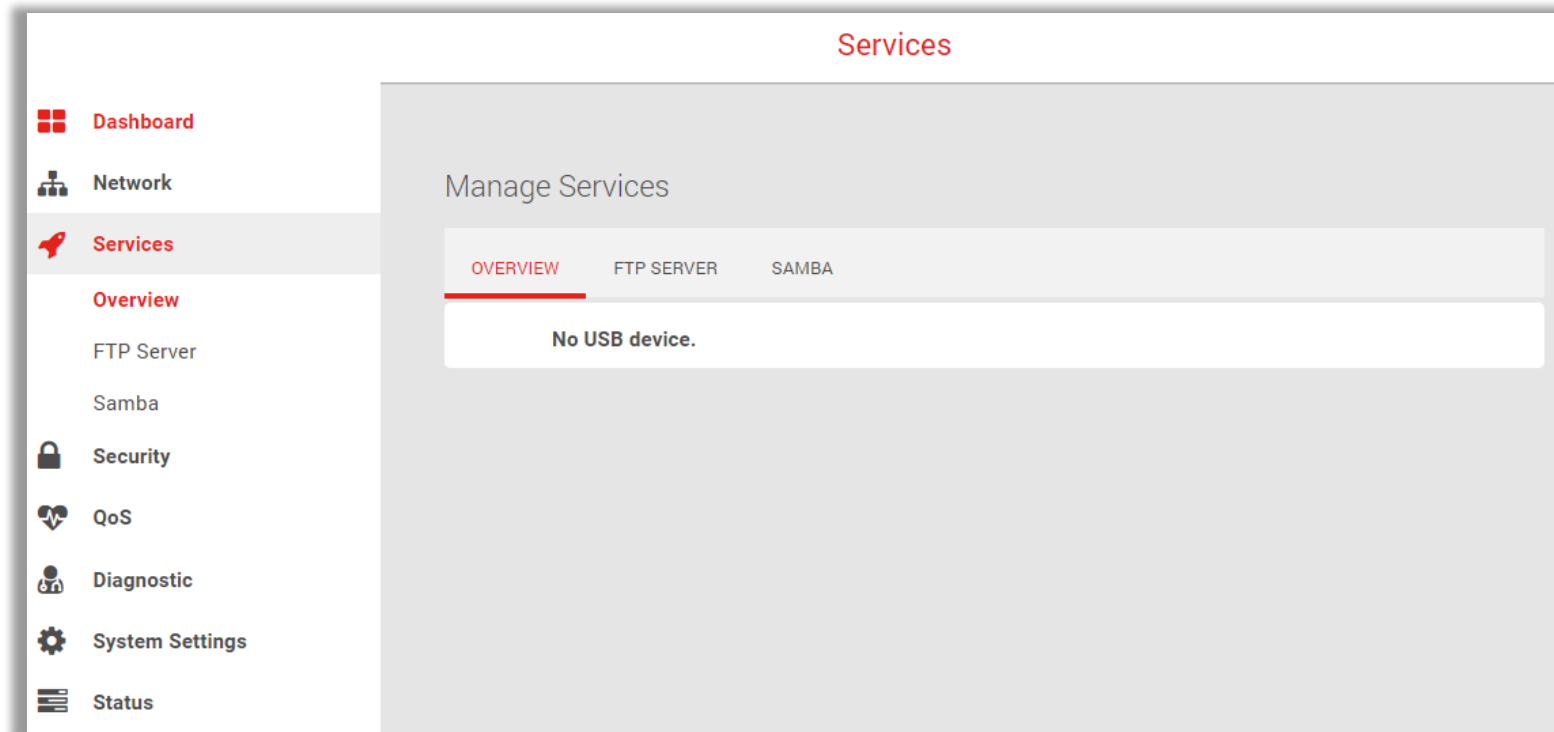 Services
Dashboard
Network
Services
Overview
FTP Server
Samba
Security
QoS
Diagnostic
System Settings
Status
Manage Services
OVERVIEW FTP SERVER SAMBA
No USB device.